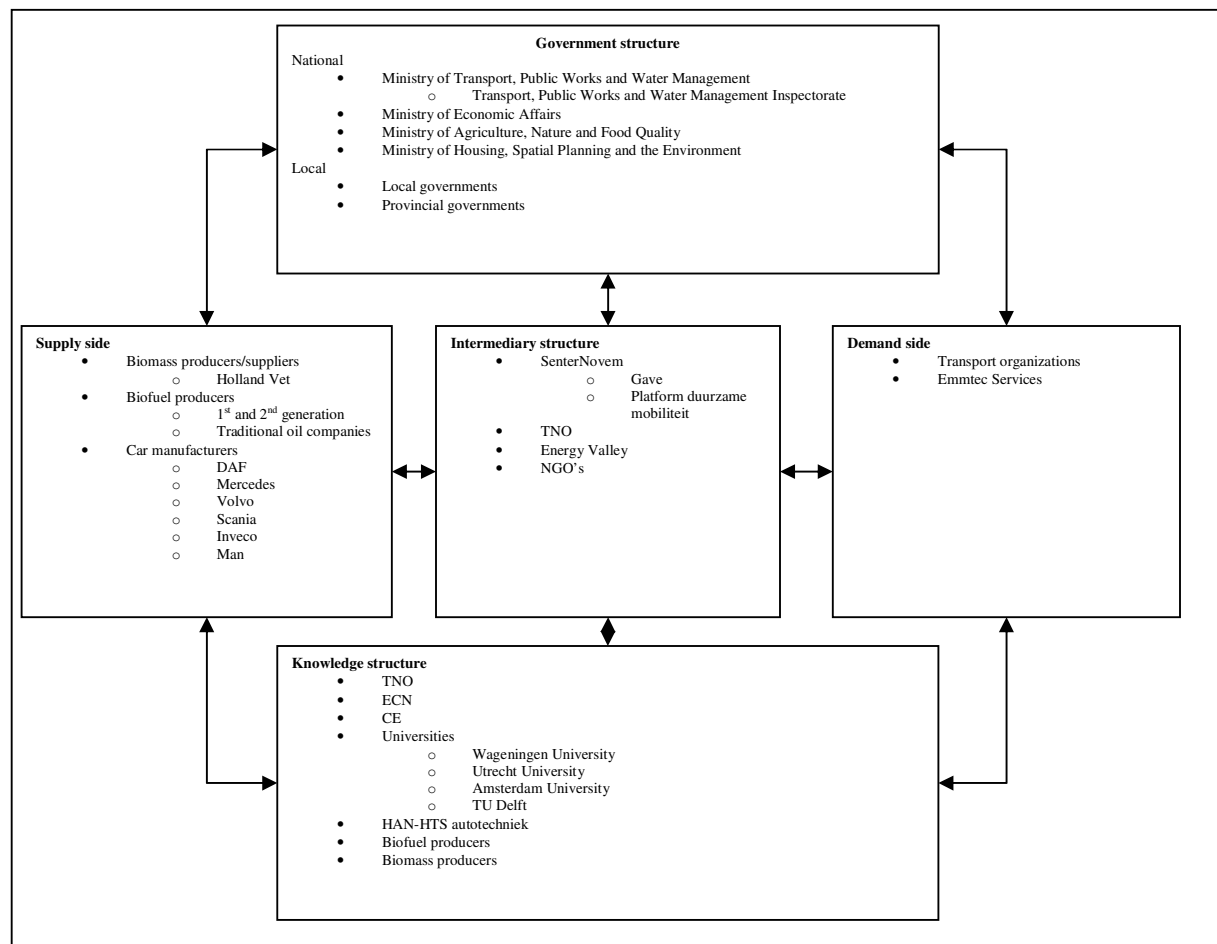 Government structure
National
• Ministry of Transport, Public Works and Water Management
o Transport, Public Works and Water Management Inspectorate
• Ministry of Economic Affairs
• Ministry of Agriculture, Nature and Food Quality
• Ministry of Housing, Spatial Planning and the Environment
Local
• Local governments
• Provincial governments
Supply side
• Biomass producers/suppliers
o Holland Vet
• Biofuel producers
o 1st and 2nd generation
o Traditional oil companies
• Car manufacturers
o DAF
o Mercedes
o Volvo
o Scania
o Inveco
o Man
Intermediary structure
• SenterNovem
o Gave
o Platform duurzame
mobiliteit
• TNO
• Energy Valley
• NGO's
Demand side
• Transport organizations
• Emmtec Services
Knowledge structure
• TNO
• ECN
• CE
• Universities
o Wageningen University
o Utrecht University
o Amsterdam University
o TU Delft
• HAN-HTS autotechniek
• Biofuel producers
• Biomass producers